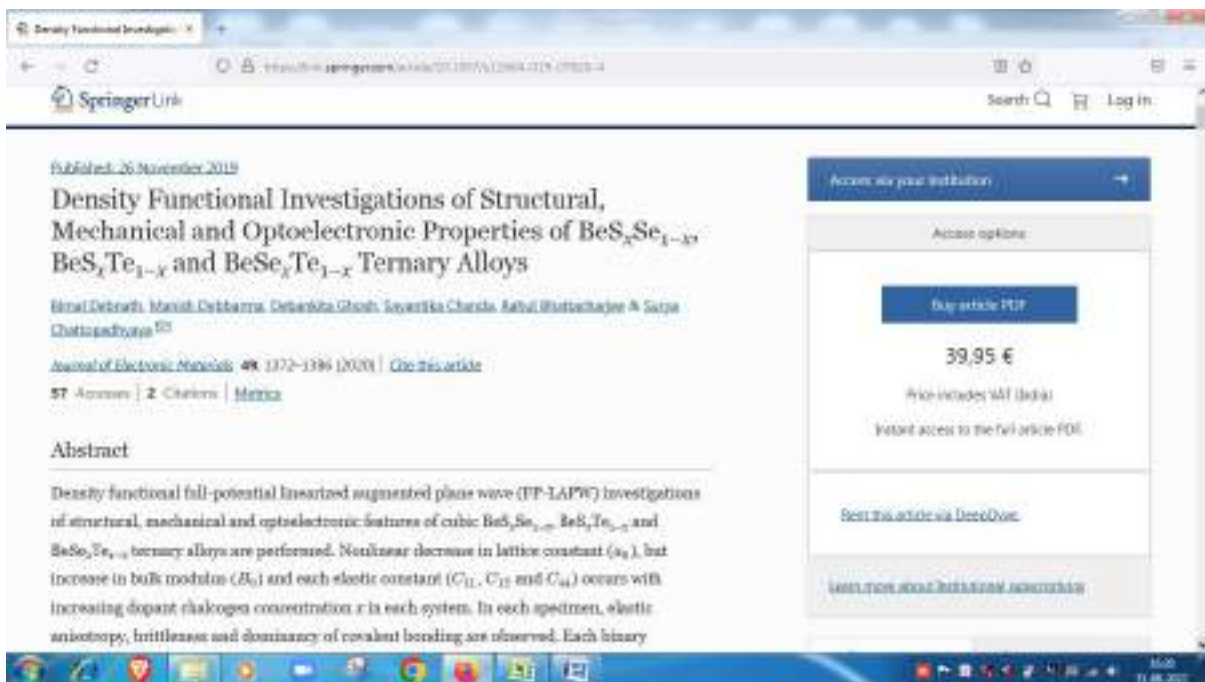 Density Functional Investigati
SpringerLink
Search
Log in
Published: 26 November 2019
Density Functional Investigations of Structural,
Mechanical and Optoelectronic Properties of BeSₓSe₁₋ₓ,
BeSₓTe₁₋ₓ and BeSeₓTe₁₋ₓ Ternary Alloys
Bimal Debnath, Manish Debbarma, Debankita Ghosh, Sayantika Chanda, Rahul Bhattacharjee & Surya
Chattopadhyaya
Journal of Electronic Materials 49, 1372–1386 (2020) | Cite this article
57 Accesses | 2 Citations | Metrics
Abstract
Density functional full-potential linearized augmented plane wave (FP-LAPW) investigations
of structural, mechanical and optoelectronic features of cubic BeSₓSe₁₋ₓ, BeSₓTe₁₋ₓ and
BeSeₓTe₁₋ₓ ternary alloys are performed. Nonlinear decrease in lattice constant (a₀), but
increase in bulk modulus (B₀) and each elastic constant (C₁₁, C₁₂ and C₄₄) occurs with
increasing dopant chalcogen concentration x in each system. In each specimen, elastic
anisotropy, brittleness and dominancy of covalent bonding are observed. Each binary
Access via your institution →
Access options
Buy article PDF
39,95 €
Price includes VAT (India)
Instant access to the full article PDF.
Rent this article via DeepDyve.
Learn more about Institutional subscriptions